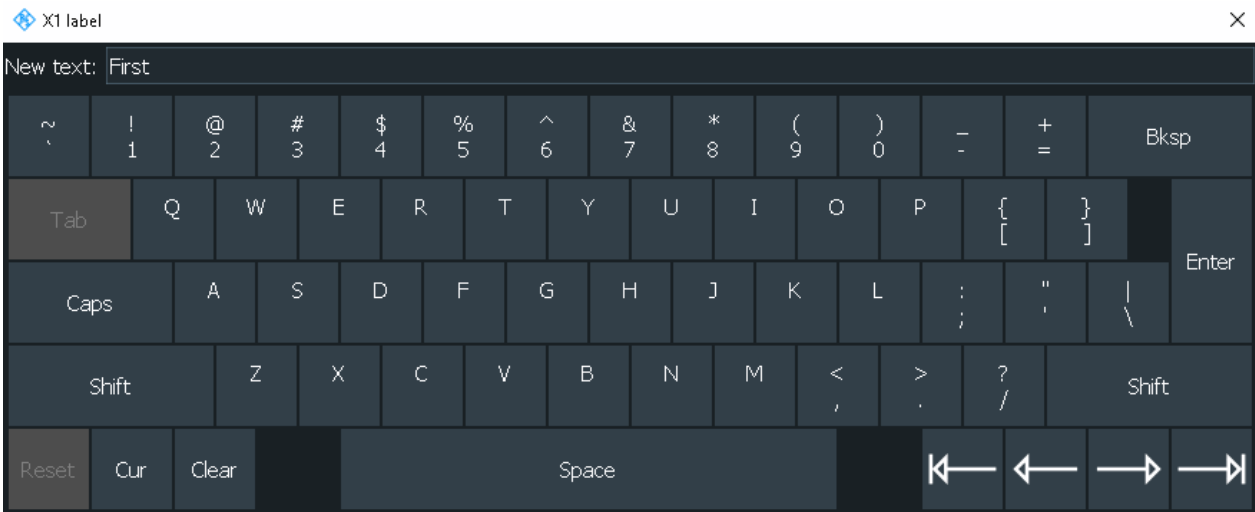 X1 label
New text: First
~ ! @ # $ % ^ & * ( ) _ + Bksp
` 1 2 3 4 5 6 7 8 9 0 - =
Tab Q W E R T Y U I O P { }
[ ]
Enter
Caps A S D F G H J K L : " |
; ' \
Shift Z X C V B N M < > ? Shift
, . /
Reset Cur Clear Space